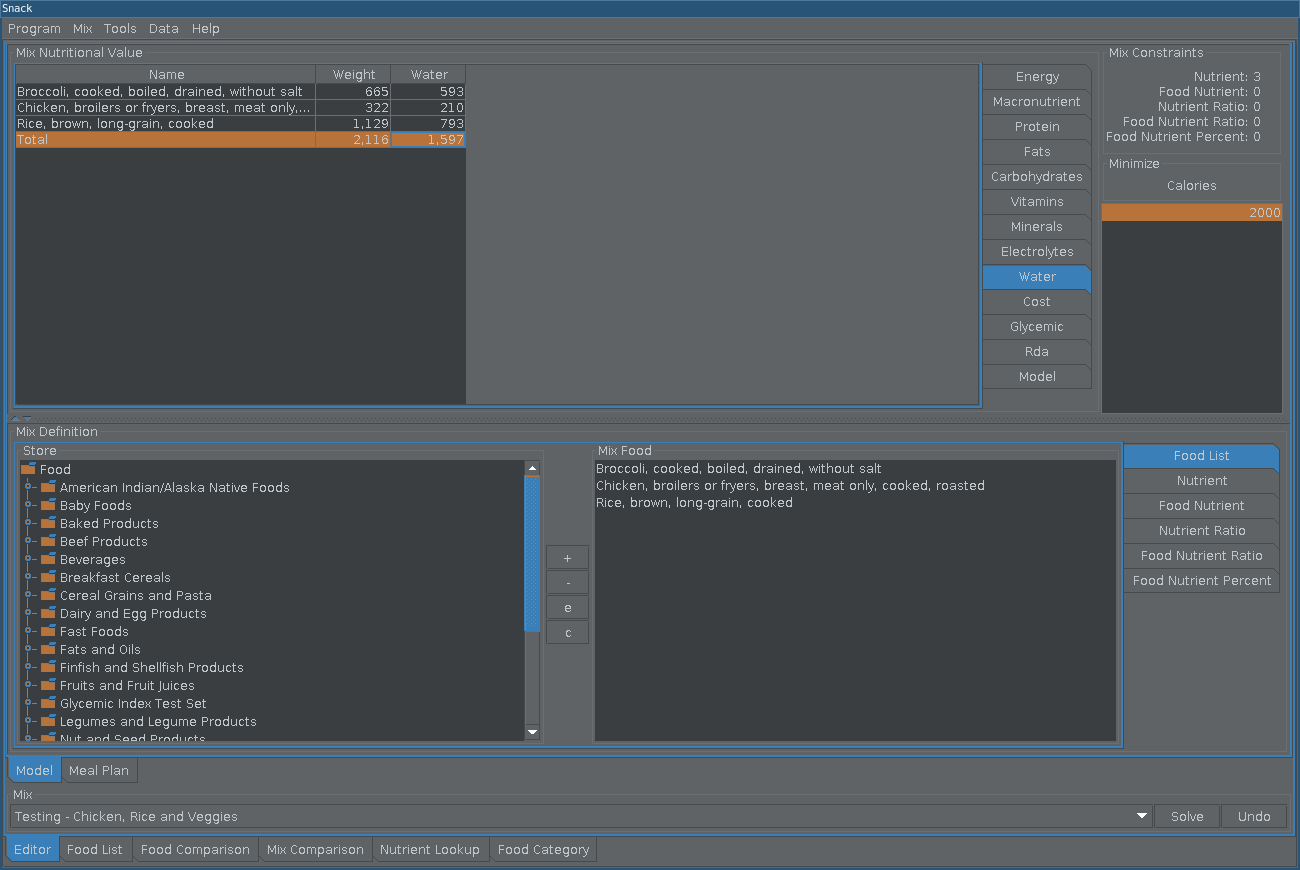 Snack
Program Mix Tools Data Help
Mix Nutritional Value
Name Weight Water
Broccoli, cooked, boiled, drained, without salt 665 593
Chicken, broilers or fryers, breast, meat only,... 322 210
Rice, brown, long-grain, cooked 1,129 793
Total 2,116 1,597
Energy
Macronutrient
Protein
Fats
Carbohydrates
Vitamins
Minerals
Electrolytes
Water
Cost
Glycemic
Rda
Model
Mix Constraints
Nutrient: 3
Food Nutrient: 0
Nutrient Ratio: 0
Food Nutrient Ratio: 0
Food Nutrient Percent: 0
Minimize
Calories
2000
Mix Definition
Store
Food
American Indian/Alaska Native Foods
Baby Foods
Baked Products
Beef Products
Beverages
Breakfast Cereals
Cereal Grains and Pasta
Dairy and Egg Products
Fast Foods
Fats and Oils
Finfish and Shellfish Products
Fruits and Fruit Juices
Glycemic Index Test Set
Legumes and Legume Products
Nut and Seed Products
+
-
e
c
Mix Food
Broccoli, cooked, boiled, drained, without salt
Chicken, broilers or fryers, breast, meat only, cooked, roasted
Rice, brown, long-grain, cooked
Food List
Nutrient
Food Nutrient
Nutrient Ratio
Food Nutrient Ratio
Food Nutrient Percent
Model Meal Plan
Mix
Testing - Chicken, Rice and Veggies Solve Undo
Editor Food List Food Comparison Mix Comparison Nutrient Lookup Food Category